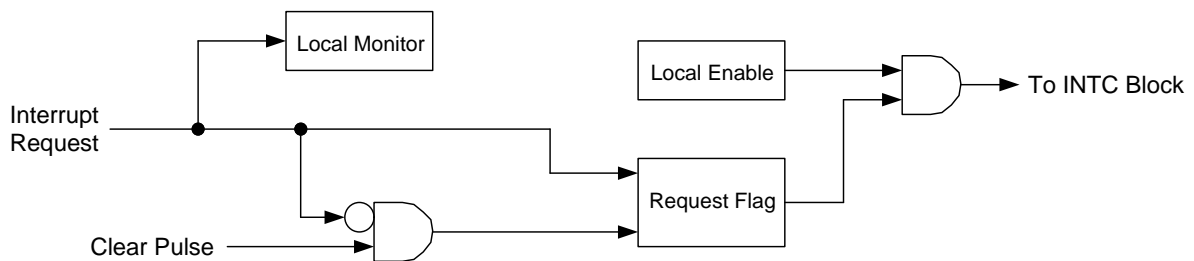 Local Monitor
Local Enable
To INTC Block
Interrupt
Request
Request Flag
Clear Pulse